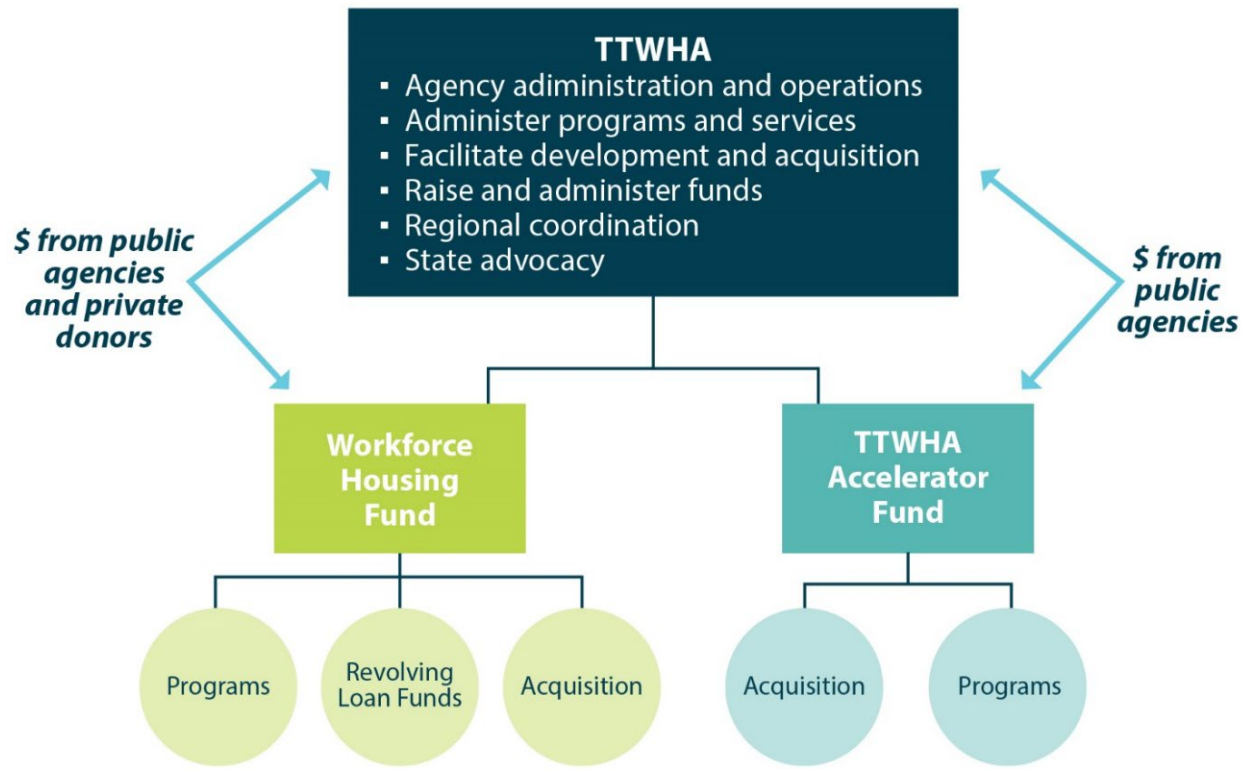 TTWHA
▪ Agency adiministration and operations
▪ Administer programs and services
▪ Facilitate development and acquisition
▪ Raise and administer funds
▪ Regional coordination
▪ State advocacy
$ from public
agencies
and private
donors
$ from
public
agencies
Workforce
Housing
Fund
TTWHA
Accelerator
Fund
Programs
Revolving
Loan Funds
Acquisition
Acquisition
Programs